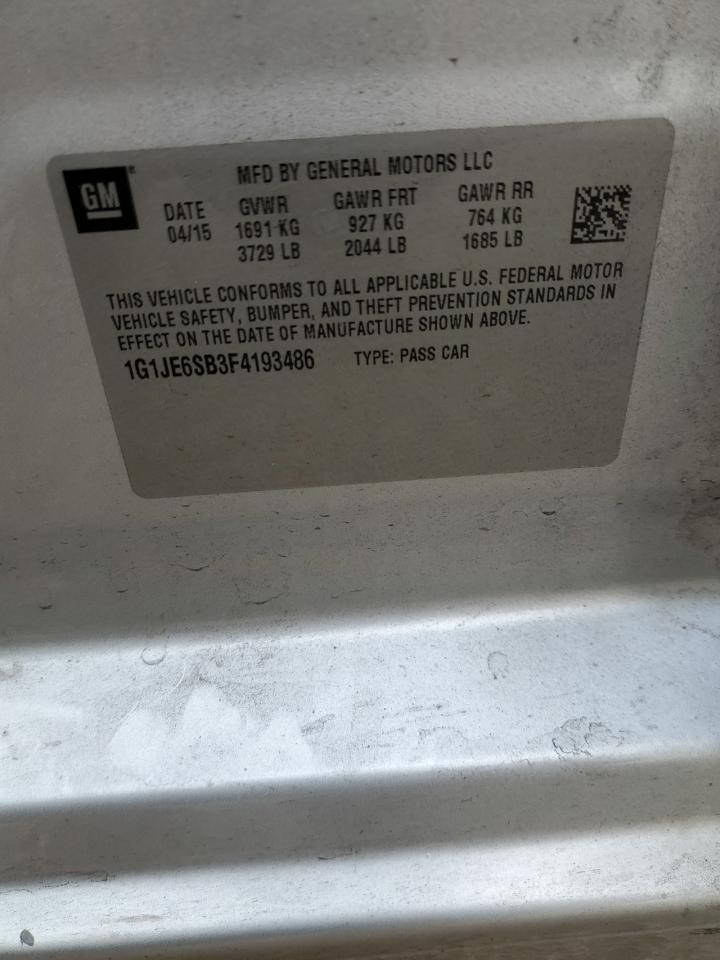 GM
MFD BY GENERAL MOTORS LLC
DATE GVWR GAWR FRT GAWR RR
04/15 1691 KG 927 KG 764 KG
3729 LB 2044 LB 1685 LB
THIS VEHICLE CONFORMS TO ALL APPLICABLE U.S. FEDERAL MOTOR
VEHICLE SAFETY, BUMPER, AND THEFT PREVENTION STANDARDS IN
EFFECT ON THE DATE OF MANUFACTURE SHOWN ABOVE.
1G1JE6SB3F4193486 TYPE: PASS CAR